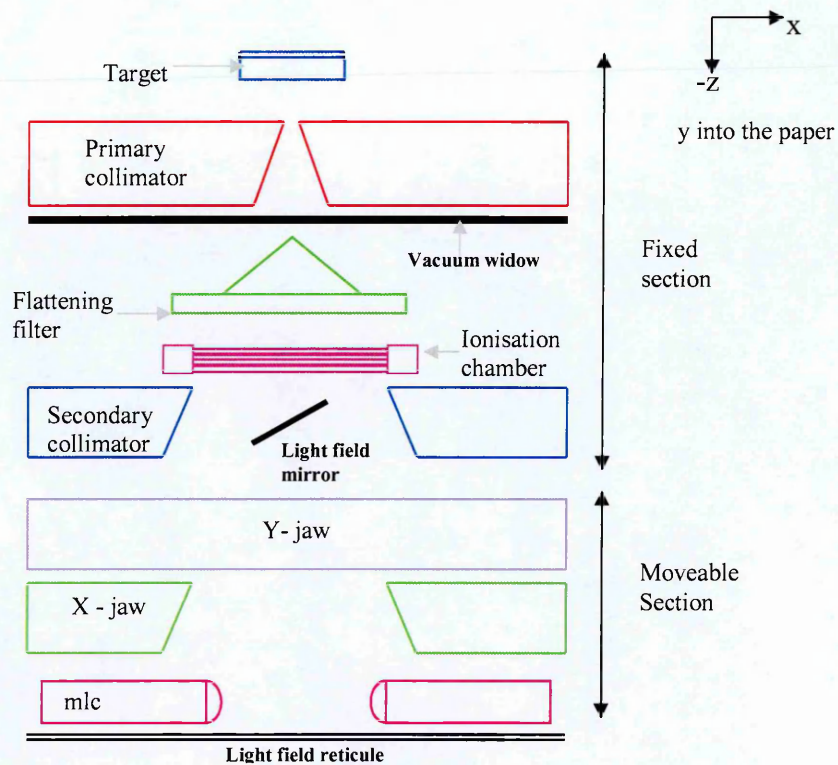 x
Target
-z
y into the paper
Primary
collimator
Vacuum widow
Fixed
section
Flattening
filter
Ionisation
chamber
Secondary
collimator
Light field
mirror
Y- jaw
X - jaw
Moveable
Section
mlc
Light field reticule